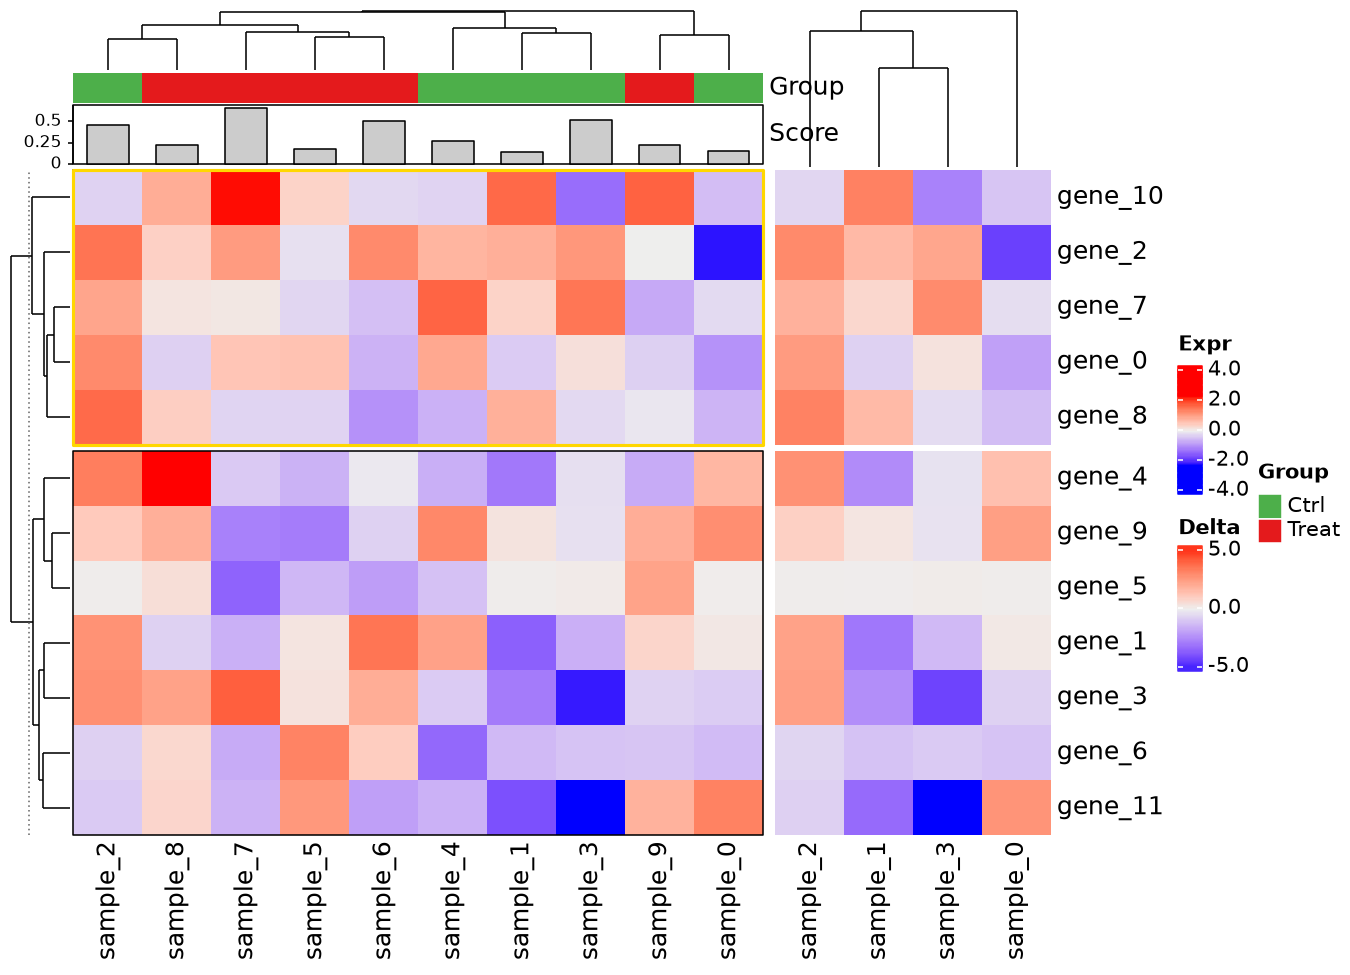 Group
0.5
0.25
0
Score
gene_10
gene_2
gene_7
gene_0
gene_8
gene_4
gene_9
gene_5
gene_1
gene_3
gene_6
gene_11
sample_2
sample_8
sample_7
sample_5
sample_6
sample_4
sample_1
sample_3
sample_9
sample_0
sample_2
sample_1
sample_3
sample_0
Expr
4.0
2.0
0.0
-2.0
-4.0
Delta
5.0
0.0
-5.0
Group
Ctrl
Treat